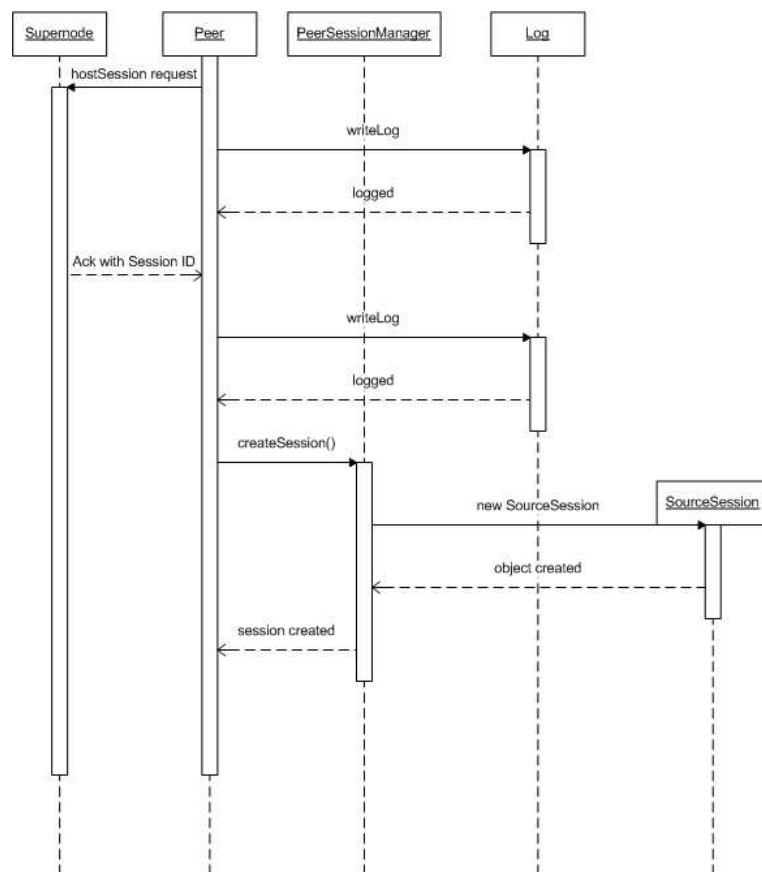 Supernode
Peer
PeerSessionManager
Log
hostSession request
writeLog
logged
Ack with Session ID
writeLog
logged
createSession()
new SourceSession
SourceSession
object created
session created